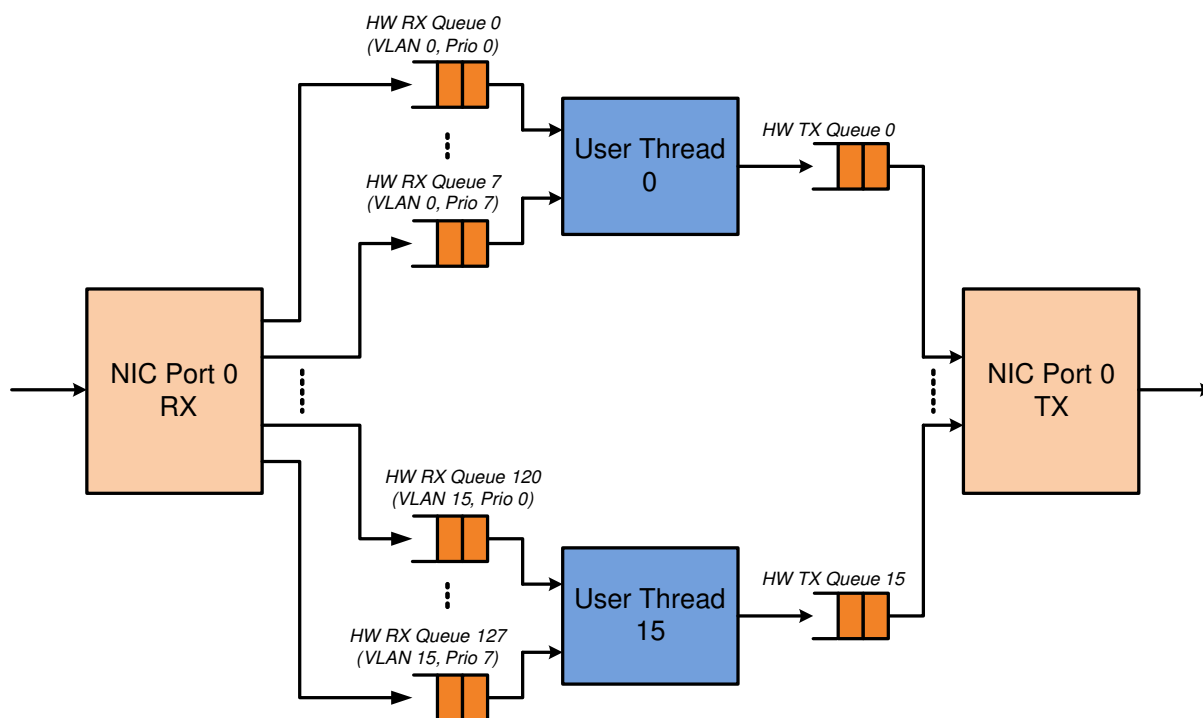 HW RX Queue 0
(VLAN 0, Prio 0)
HW RX Queue 7
(VLAN 0, Prio 7)
User Thread
0
HW TX Queue 0
NIC Port 0
RX
NIC Port 0
TX
HW RX Queue 120
(VLAN 15, Prio 0)
HW RX Queue 127
(VLAN 15, Prio 7)
User Thread
15
HW TX Queue 15